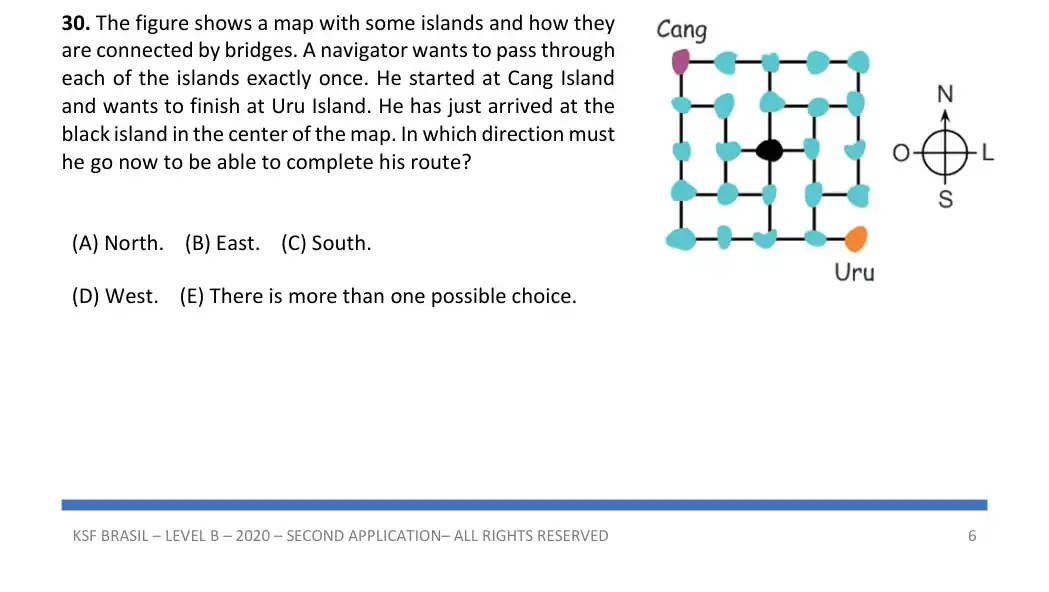 30. The figure shows a map with some islands and how they
are connected by bridges. A navigator wants to pass through
each of the islands exactly once. He started at Cang Island
and wants to finish at Uru Island. He has just arrived at the
black island in the center of the map. In which direction must
he go now to be able to complete his route?
(A) North. (B) East. (C) South.
(D) West. (E) There is more than one possible choice.
Cang
N
O L
S
Uru
KSF BRASIL – LEVEL B – 2020 – SECOND APPLICATION– ALL RIGHTS RESERVED 6